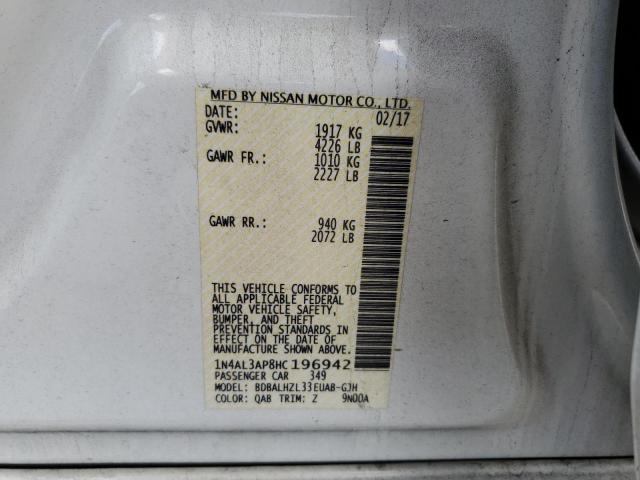 MFD BY NISSAN MOTOR CO., LTD.
DATE: 02/17
GVWR: 1917 KG
4226 LB
GAWR FR.: 1010 KG
2227 LB
GAWR RR.: 940 KG
2072 LB
THIS VEHICLE CONFORMS TO
ALL APPLICABLE FEDERAL
MOTOR VEHICLE SAFETY,
BUMPER, AND THEFT
PREVENTION STANDARDS IN
EFFECT ON THE DATE OF
MANUFACTURE SHOWN ABOVE.
1N4AL3AP8HC196942
PASSENGER CAR 349
MODEL: BDBALHZL33EUAB-GJH
COLOR: QAB TRIM: Z 9N00A